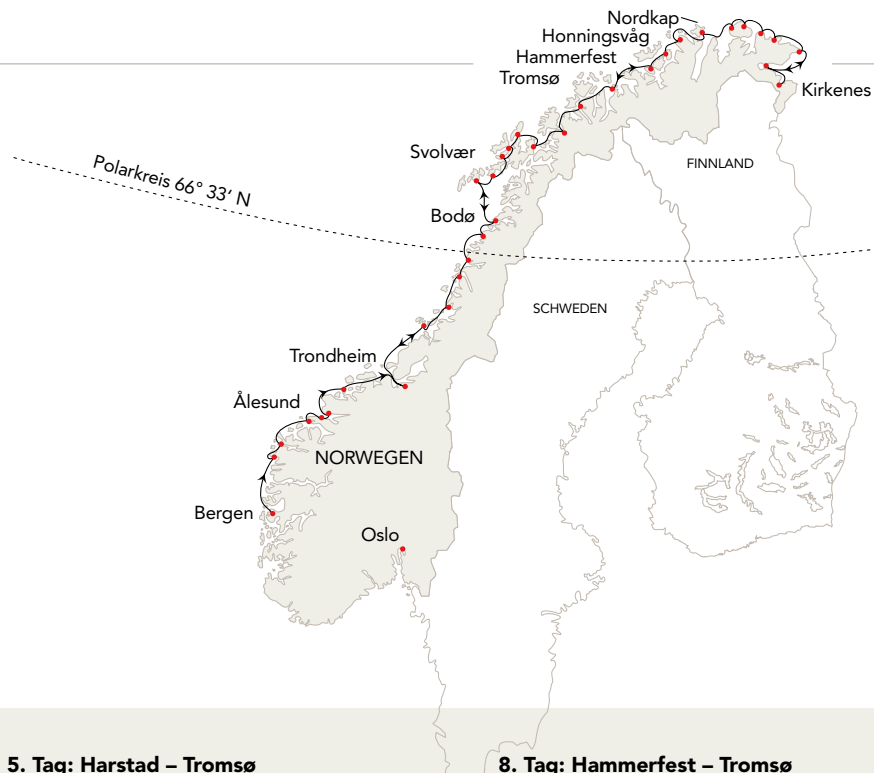 Nordkap
Honningsvåg
Hammerfest
Tromsø
Kirkenes
Svolvær
FINNLAND
Polarkreis 66° 33‘ N
Bodø
SCHWEDEN
Trondheim
Ålesund
NORWEGEN
Bergen
Oslo
5. Tag: Harstad – Tromsø
8. Tag: Hammerfest – Tromsø